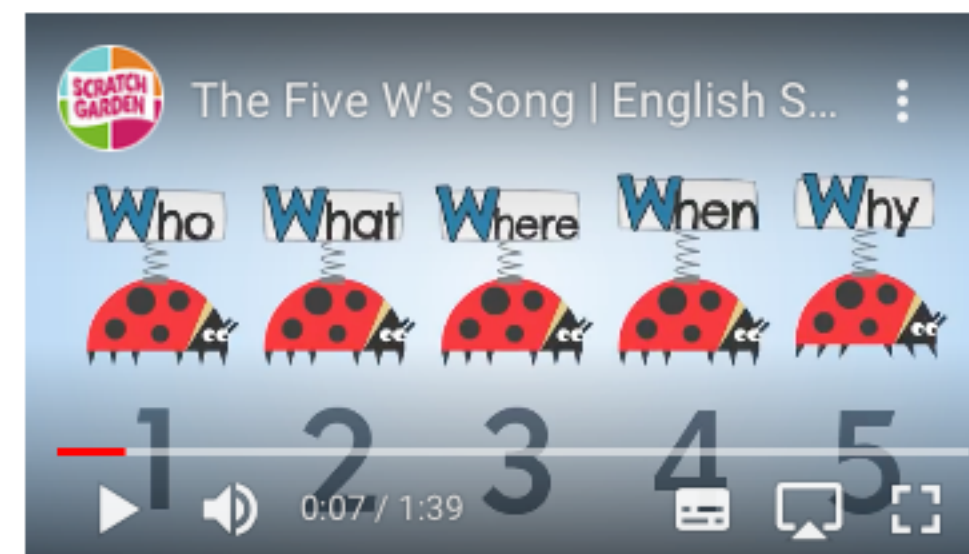 SCRATCH
GARDEN
The Five W's Song | English S...
Who What Where When Why
1 2 3 4 5
0:07 / 1:39